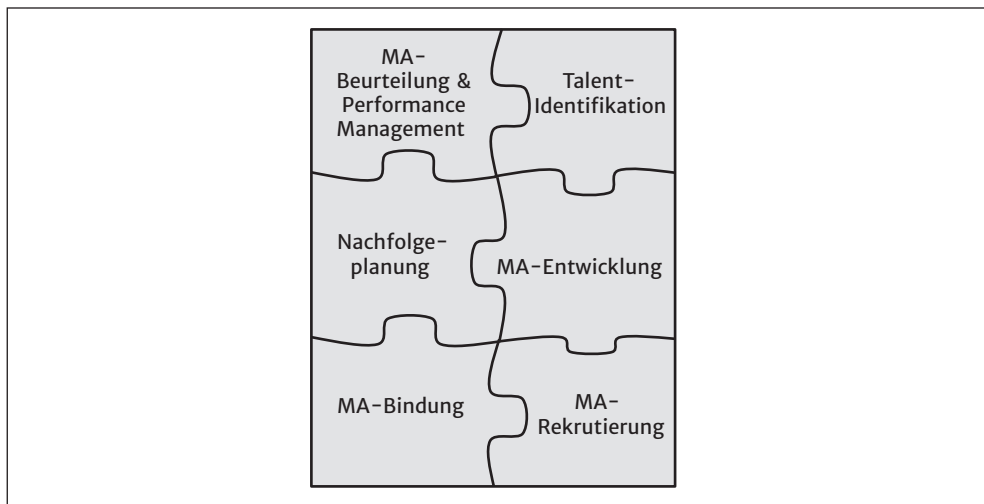 MA-
Beurteilung &
Performance
Management
Talent-
Identifikation
Nachfolge-
planung
MA-Entwicklung
MA-Bindung
MA-
Rekrutierung